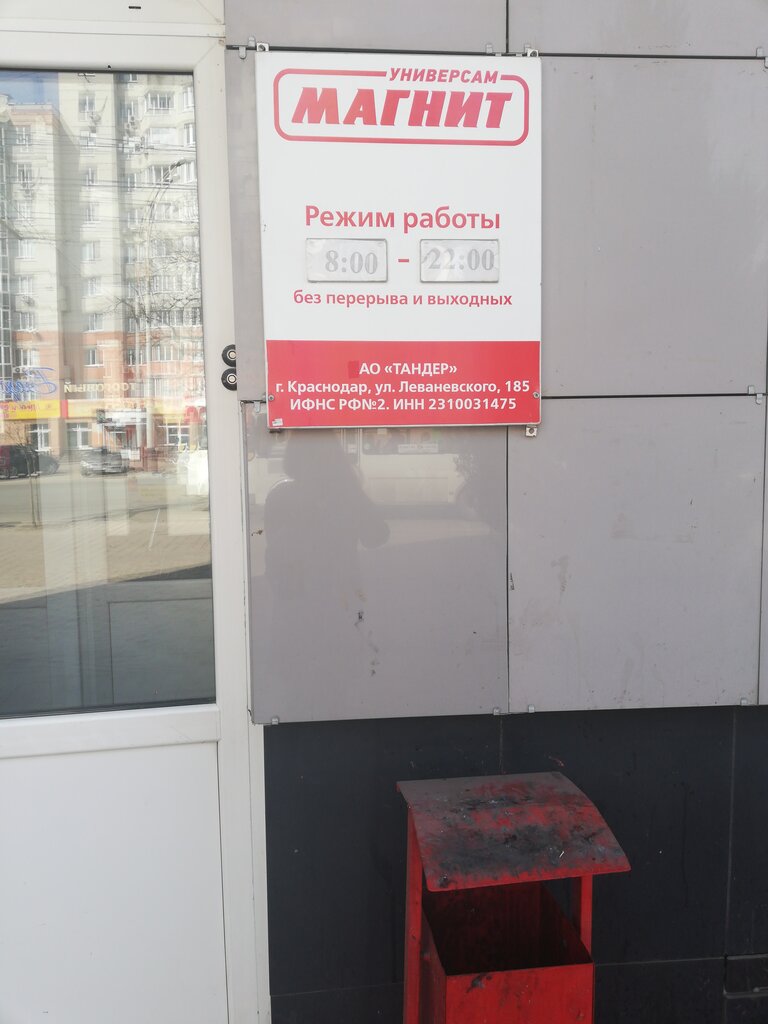 УНИВЕРСАМ
МАГНИТ
Режим работы
8:00 - 22:00
без перерыва и выходных
АО «ТАНДЕР»
г. Краснодар, ул. Леваневского, 185
ИФНС РФ№2. ИНН 2310031475